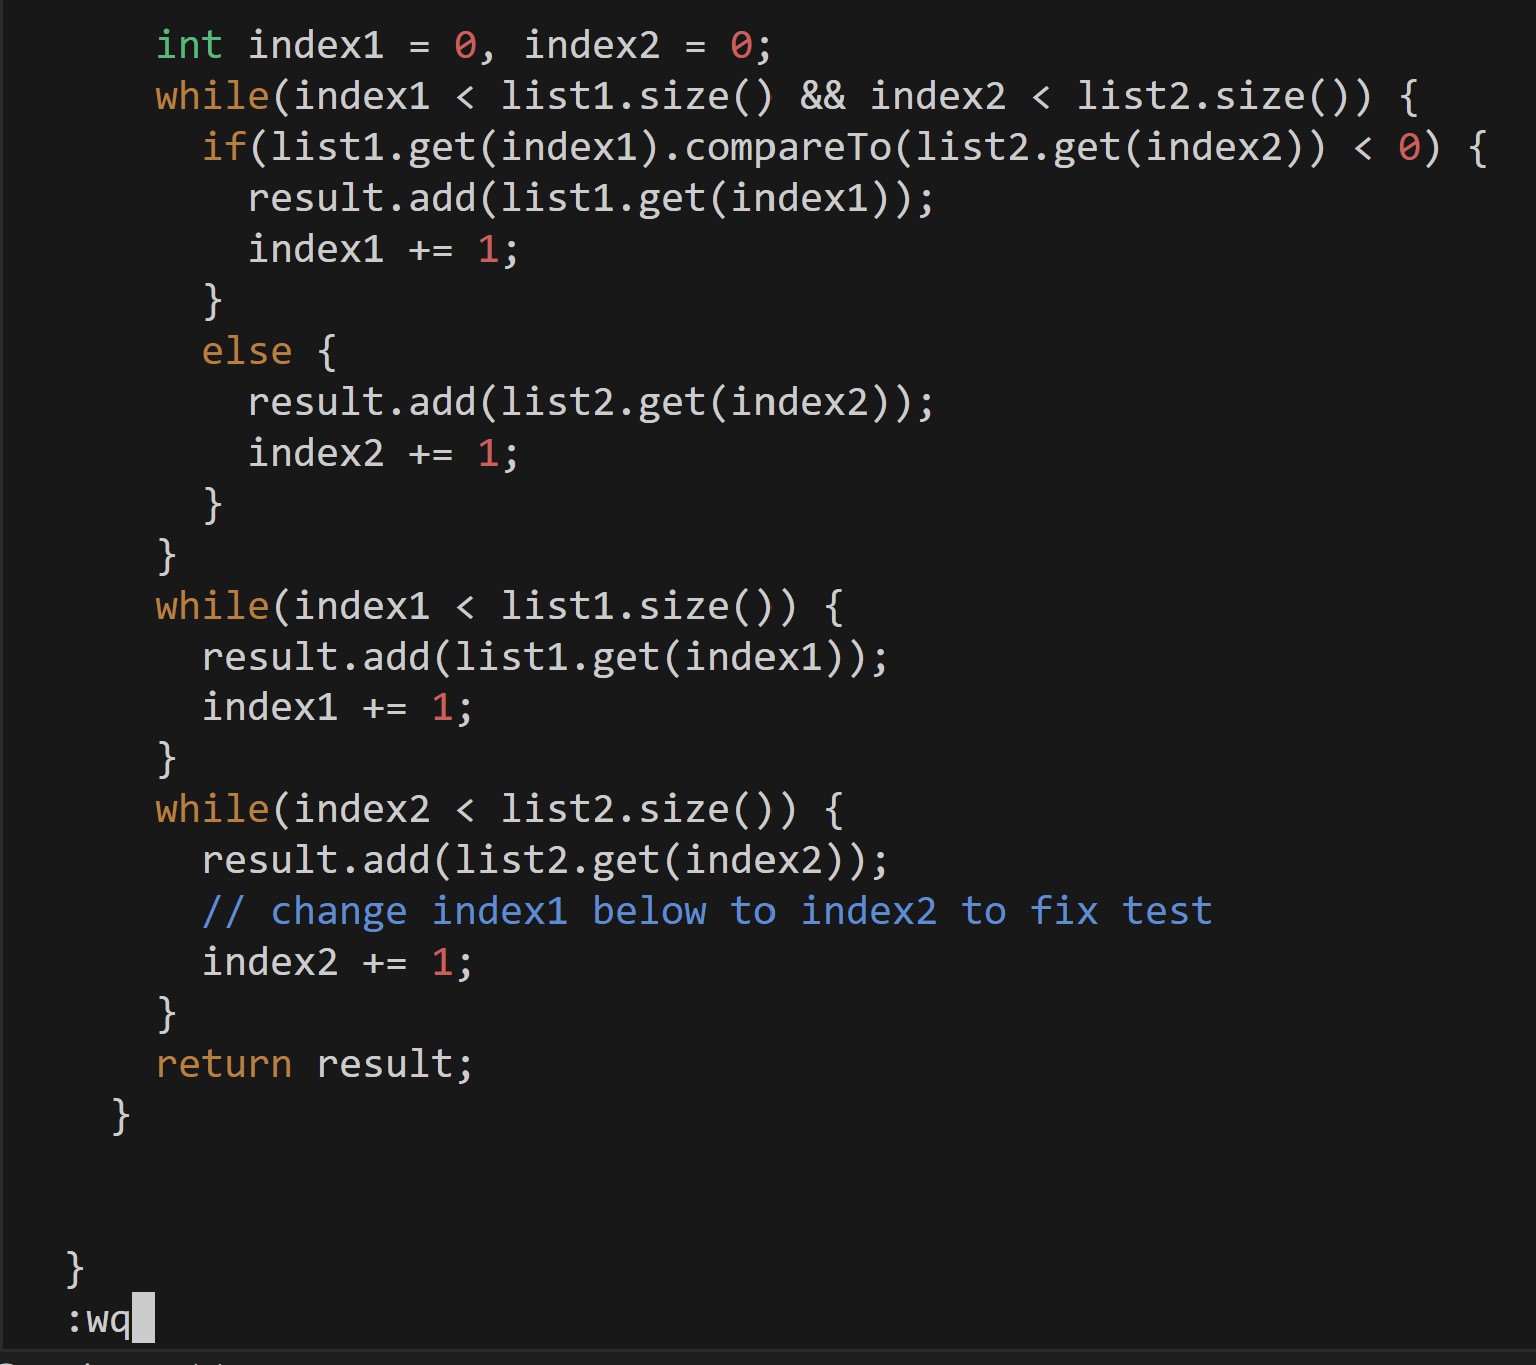 int index1 = 0, index2 = 0;
while(index1 < list1.size() && index2 < list2.size()) {
if(list1.get(index1).compareTo(list2.get(index2)) < 0) {
result.add(list1.get(index1));
index1 += 1;
}
else {
result.add(list2.get(index2));
index2 += 1;
}
}
while(index1 < list1.size()) {
result.add(list1.get(index1));
index1 += 1;
}
while(index2 < list2.size()) {
result.add(list2.get(index2));
// change index1 below to index2 to fix test
index2 += 1;
}
return result;
}
}
:wq